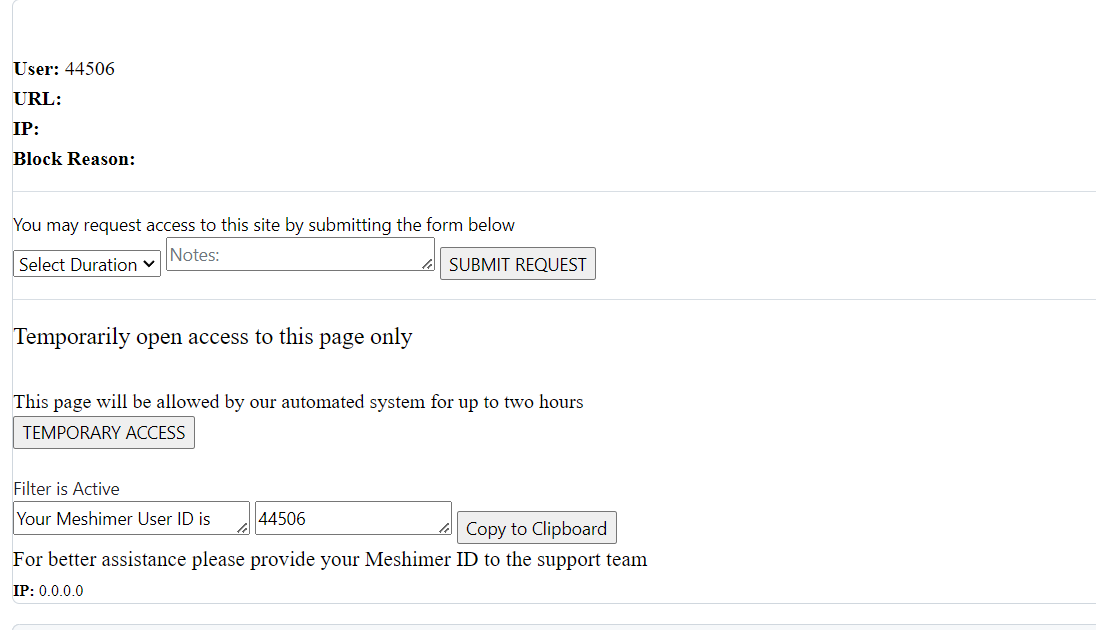 User: 44506
URL:
IP:
Block Reason:
You may request access to this site by submitting the form below
Select Duration Notes: SUBMIT REQUEST
Temporarily open access to this page only
This page will be allowed by our automated system for up to two hours
TEMPORARY ACCESS
Filter is Active
Your Meshimer User ID is 44506 Copy to Clipboard
For better assistance please provide your Meshimer ID to the support team
IP: 0.0.0.0